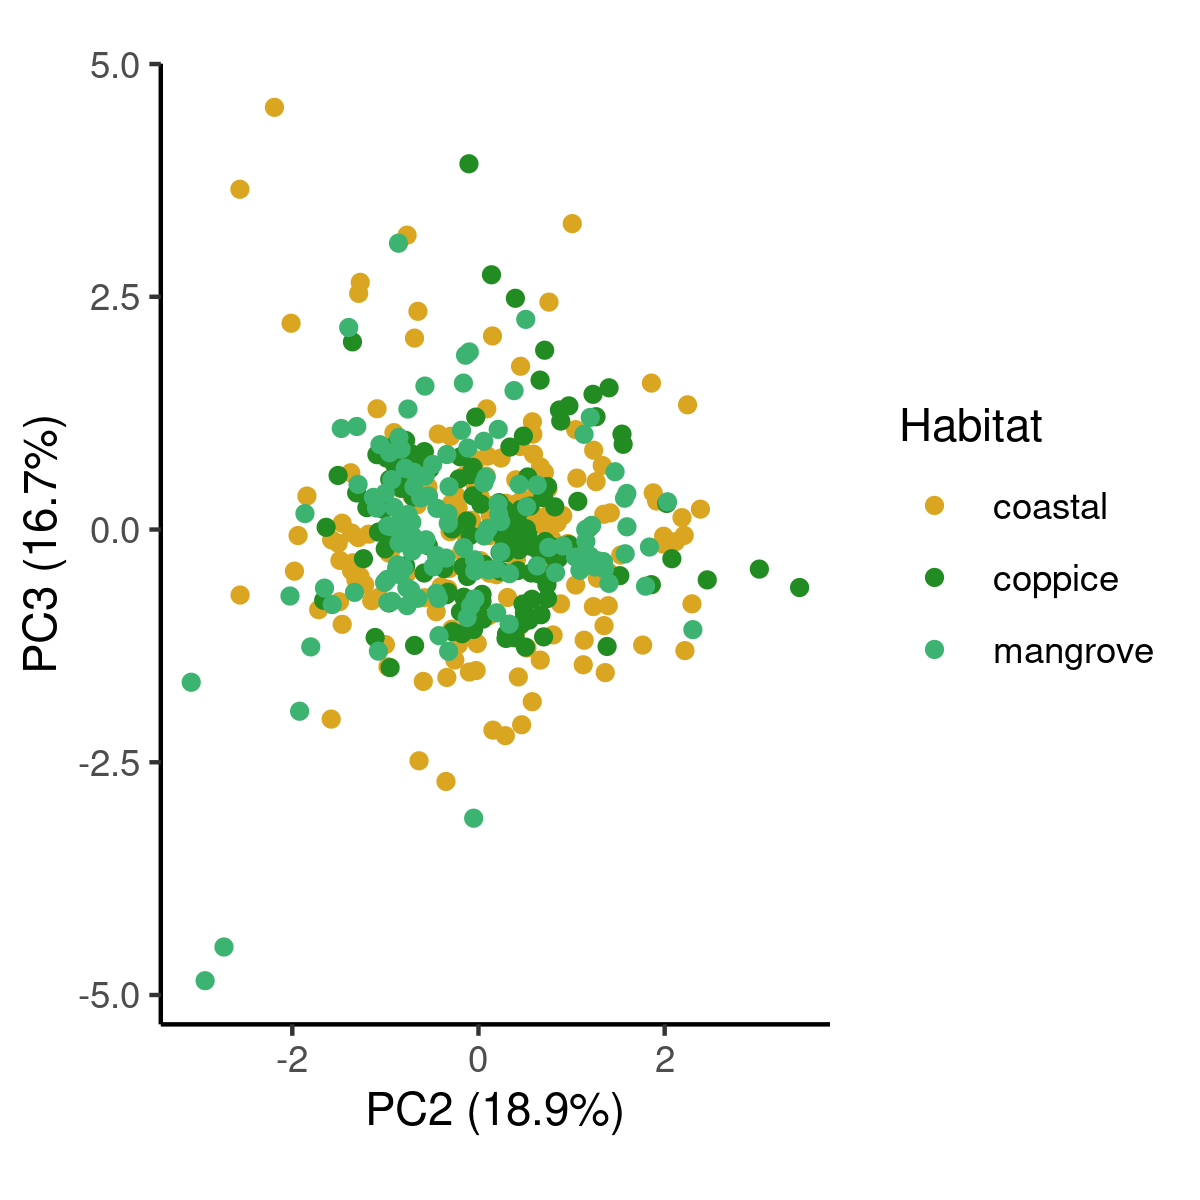 5.0
2.5
0.0
-2.5
-5.0
PC3 (16.7%)
-2 0 2
PC2 (18.9%)
Habitat
coastal
coppice
mangrove